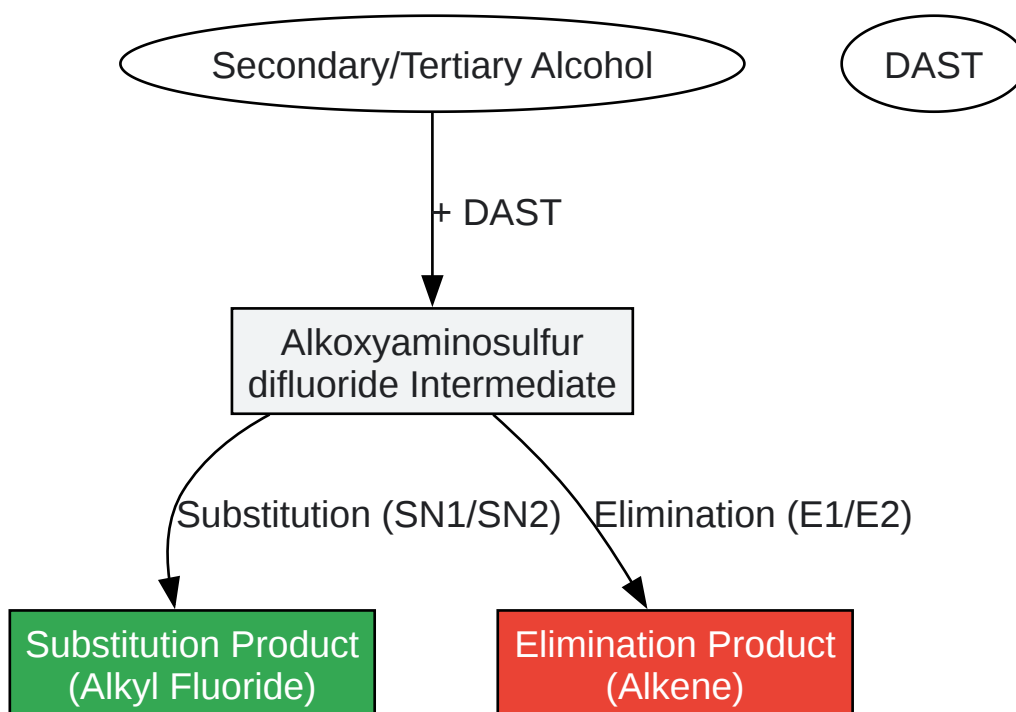 Secondary/Tertiary Alcohol
DAST
+ DAST
Alkoxyaminosulfur
difluoride Intermediate
Substitution (SN1/SN2)
Elimination (E1/E2)
Substitution Product
(Alkyl Fluoride)
Elimination Product
(Alkene)